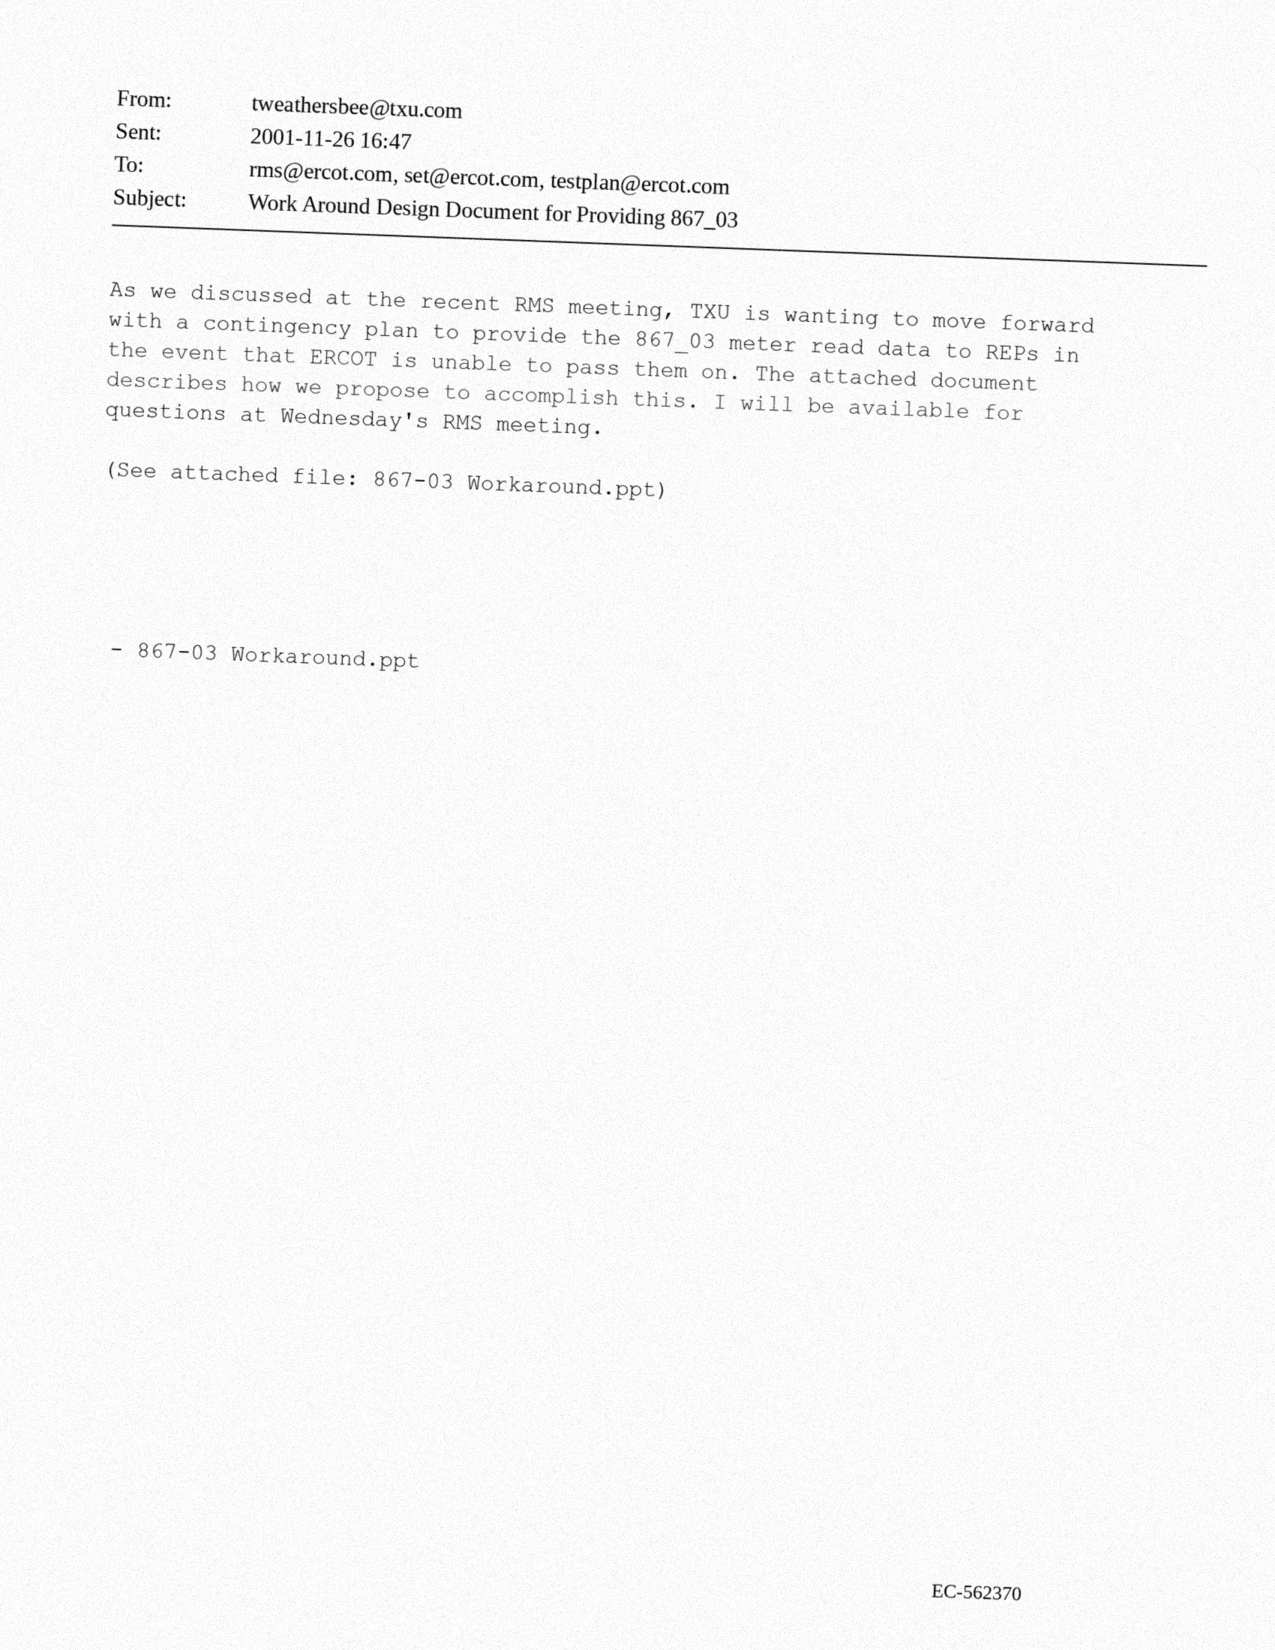 From: tweathersbee@txu.com
Sent: 2001-11-26 16:47
To: rms@ercot.com, set@ercot.com, testplan@ercot.com
Subject: Work Around Design Document for Providing 867_03
As we discussed at the recent RMS meeting, TXU is wanting to move forward
with a contingency plan to provide the 867_03 meter read data to REPs in
the event that ERCOT is unable to pass them on. The attached document
describes how we propose to accomplish this. I will be available for
questions at Wednesday's RMS meeting.
(See attached file: 867-03 Workaround.ppt)
- 867-03 Workaround.ppt
EC-562370